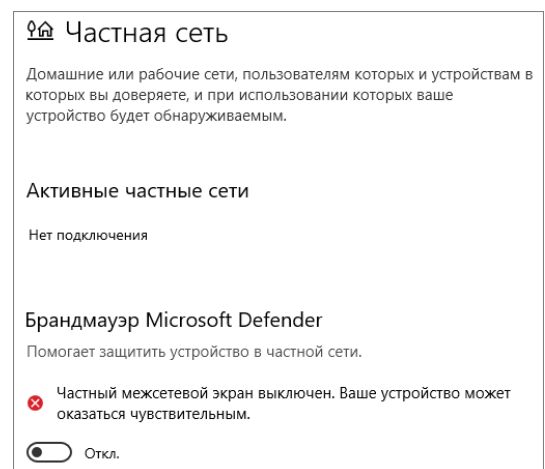 Частная сеть
Домашние или рабочие сети, пользователям которых и устройствам в
которых вы доверяете, и при использовании которых ваше
устройство будет обнаруживаемым.
Активные частные сети
Нет подключения
Брандмауэр Microsoft Defender
Помогает защитить устройство в частной сети.
Частный межсетевой экран выключен. Ваше устройство может
оказаться чувствительным.
Откл.